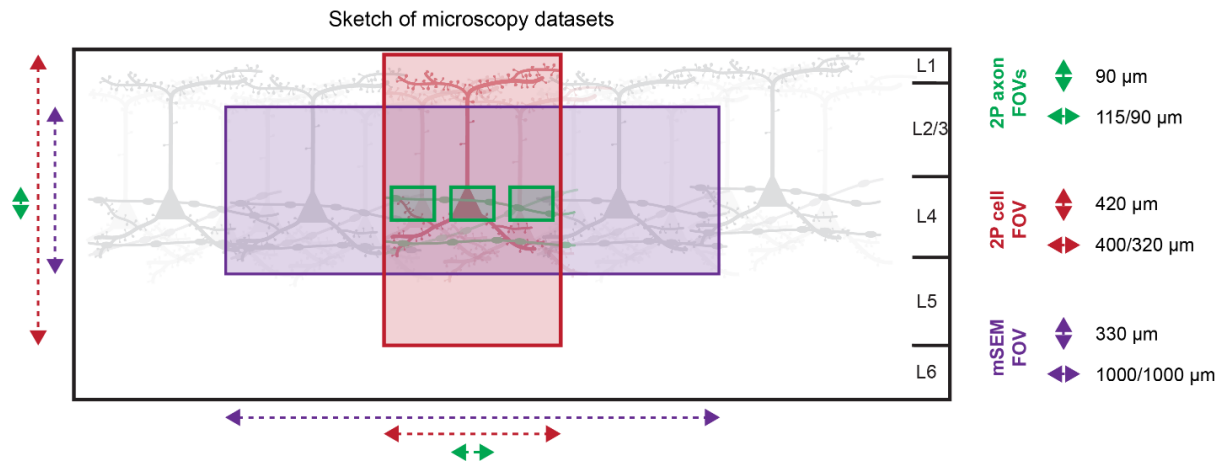 Sketch of microscopy datasets
L1
L2/3
L4
L5
L6
2P axon
FOVs
90 µm
115/90 µm
2P cell
FOV
420 µm
400/320 µm
mSEM
FOV
330 µm
1000/1000 µm